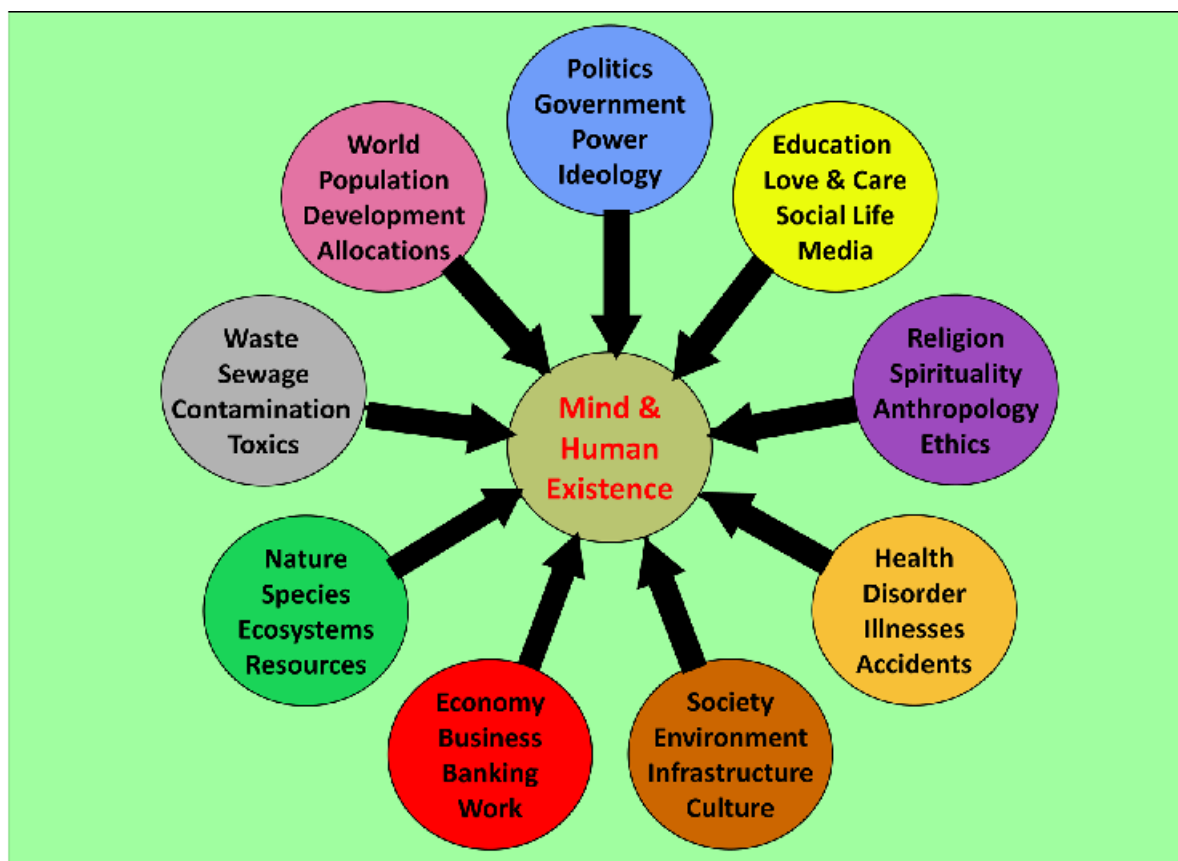 Politics
Government
Power
Ideology
Education
Love & Care
Social Life
Media
Religion
Spirituality
Anthropology
Ethics
Health
Disorder
Illnesses
Accidents
Society
Environment
Infrastructure
Culture
Economy
Business
Banking
Work
Nature
Species
Ecosystems
Resources
Waste
Sewage
Contamination
Toxics
World
Population
Development
Allocations
Mind &
Human
Existence